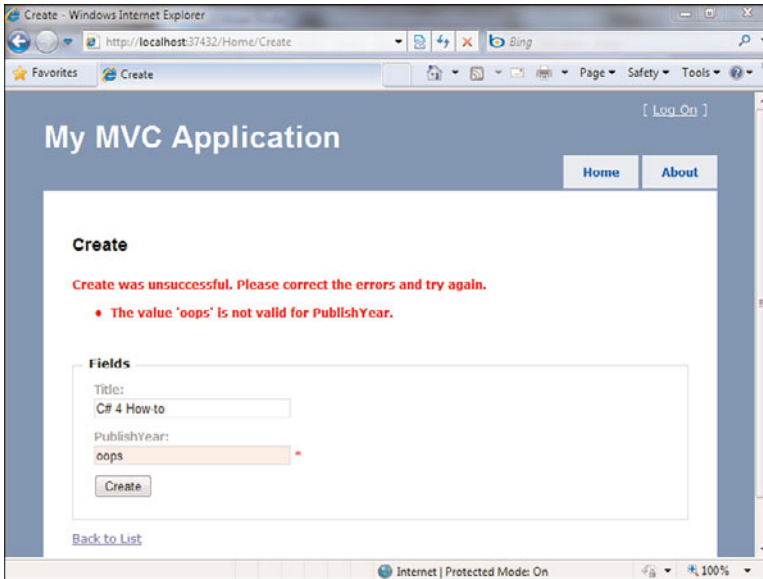 Create - Windows Internet Explorer
http://localhost:37432/Home/Create
Bing
Favorites
Create
Page
Safety
Tools
[ Log On ]
My MVC Application
Home
About
Create
Create was unsuccessful. Please correct the errors and try again.
• The value 'oops' is not valid for PublishYear.
Fields
Title:
C# 4 How-to
PublishYear:
oops *
Create
Back to List
Internet | Protected Mode: On
100%